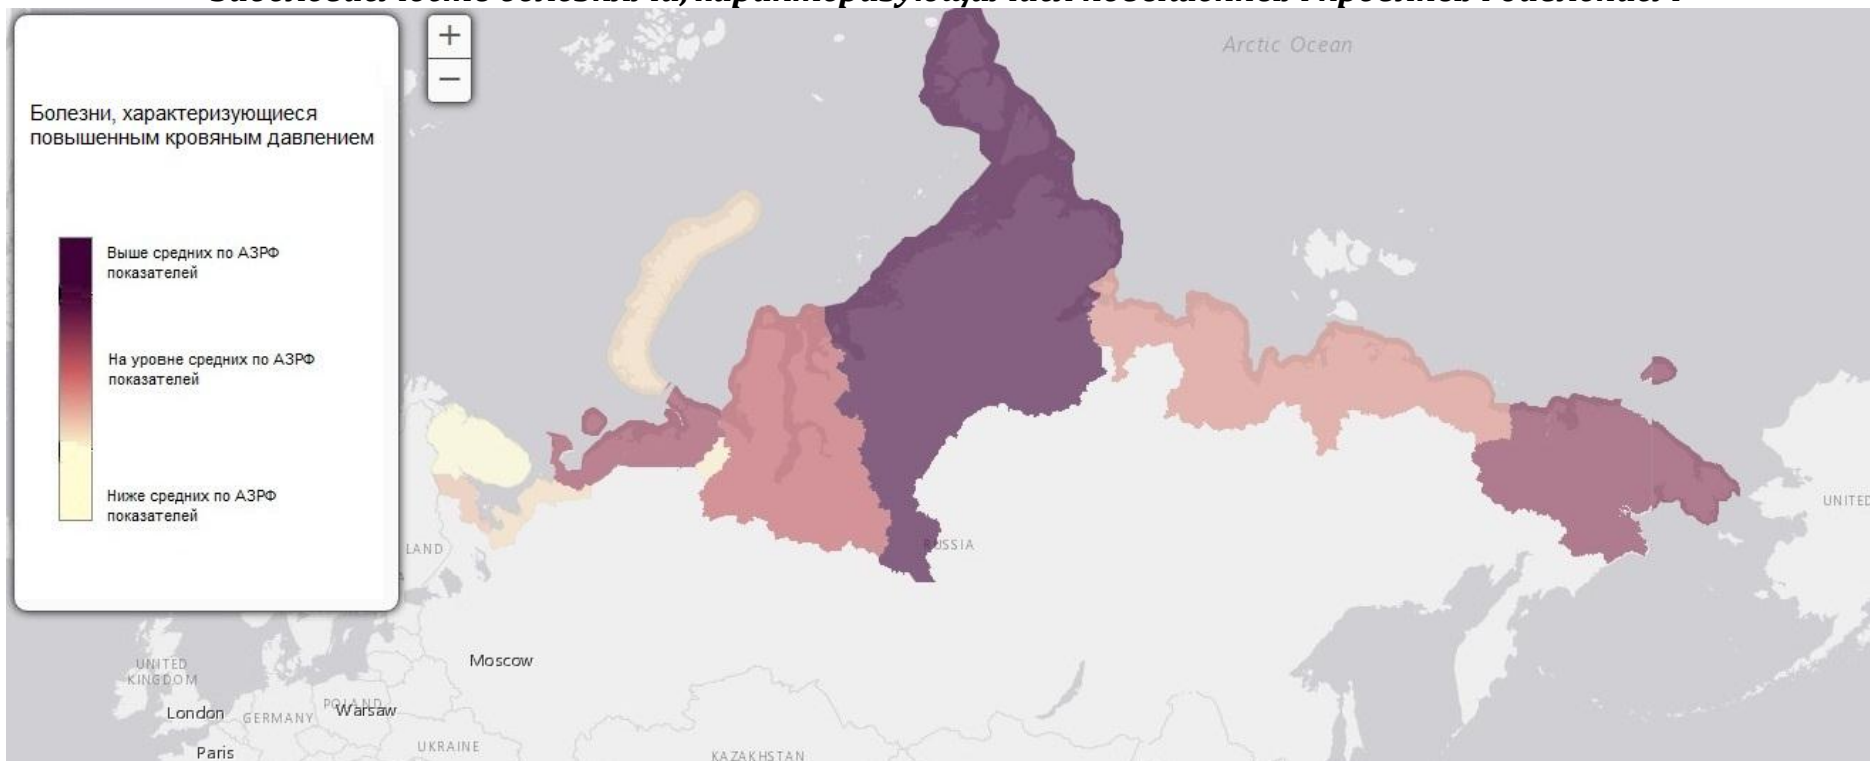 Arctic Ocean
+
−
Болезни, характеризующиеся
повышенным кровяным давлением
Выше средних по АЗРФ
показателей
На уровне средних по АЗРФ
показателей
Ниже средних по АЗРФ
показателей
UNITED
LAND
RUSSIA
Moscow
UNITED
KINGDOM
London
GERMANY
POLAND
Warsaw
Paris
UKRAINE
KAZAKHSTAN